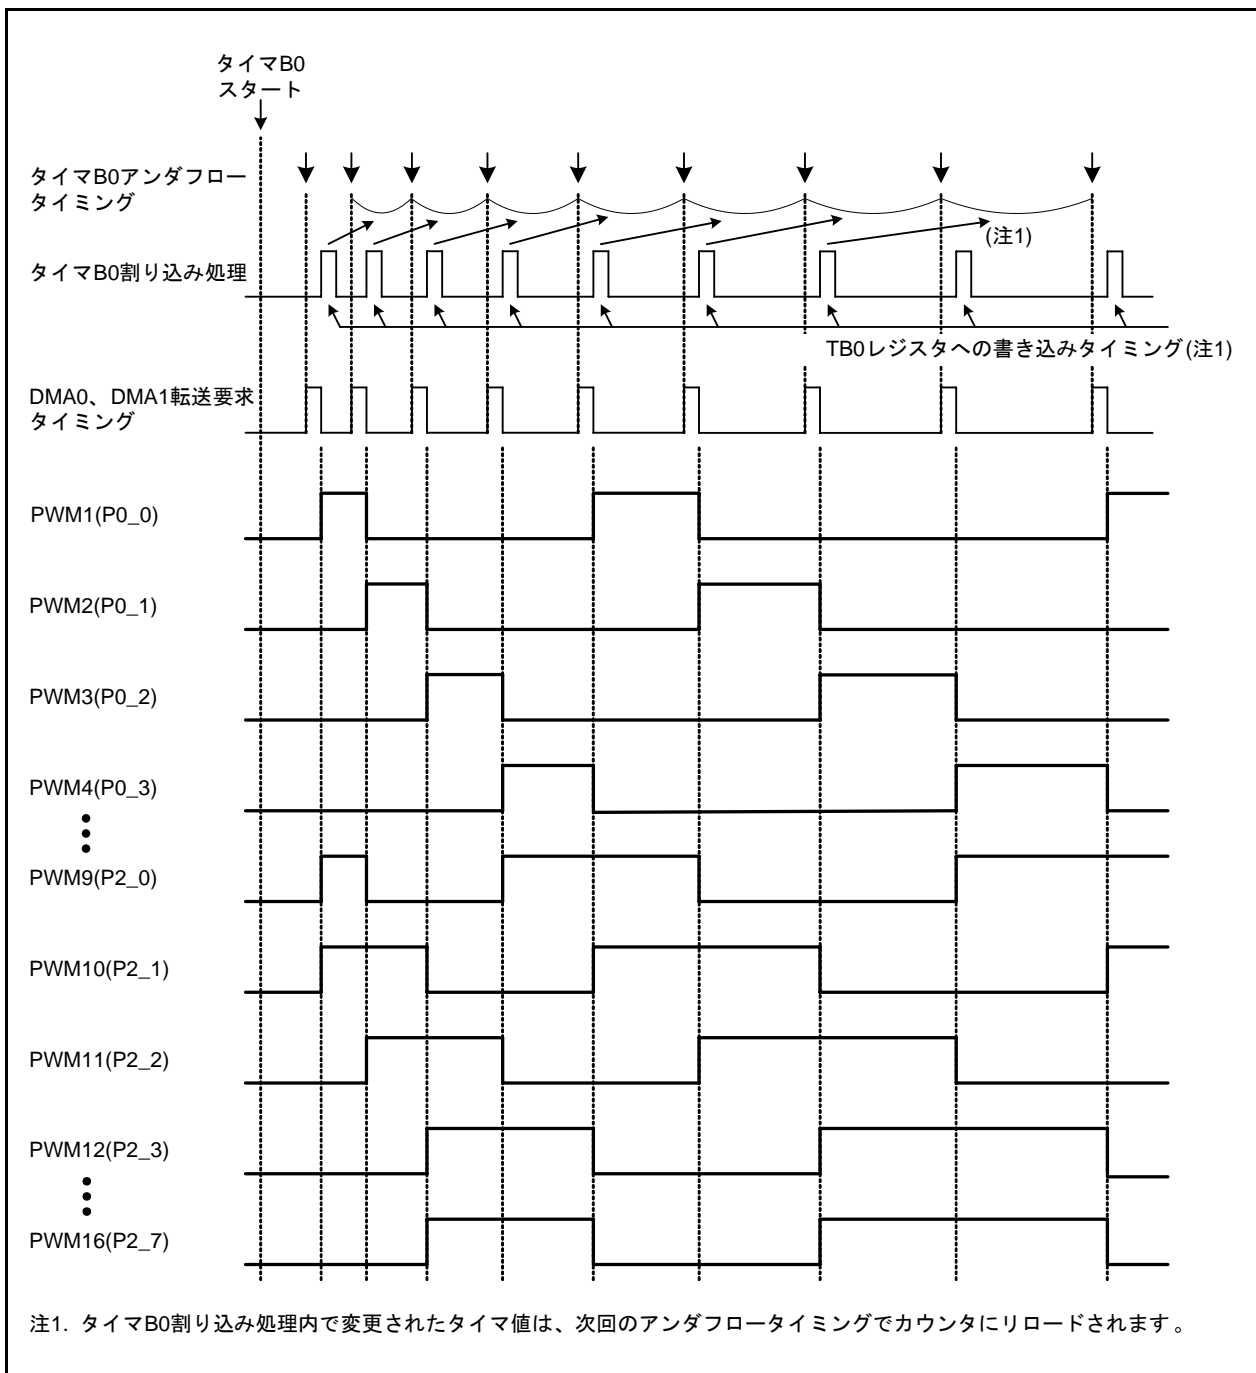 タイマB0
スタート
タイマB0アンダフロー
タイミング
(注1)
タイマB0割り込み処理
TB0レジスタへの書き込みタイミング(注1)
DMA0、DMA1転送要求
タイミング
PWM1(P0_0)
PWM2(P0_1)
PWM3(P0_2)
PWM4(P0_3)
PWM9(P2_0)
PWM10(P2_1)
PWM11(P2_2)
PWM12(P2_3)
PWM16(P2_7)
注1. タイマB0割り込み処理内で変更されたタイマ値は、次回のアンダフロータイミングでカウンタにリロードされます。